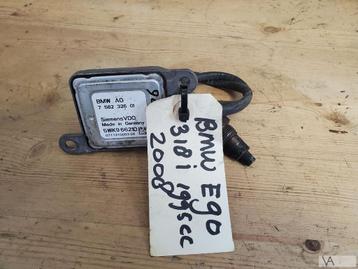 BMW AG
7 562 326 01
SiemensVDO
Made in Germany
5WK9 6621D
BMW E90
318i 1995cc
2008
VA